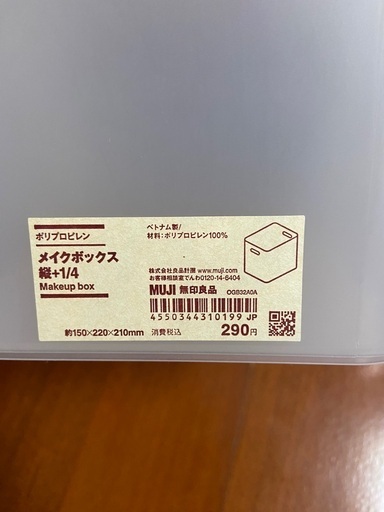 ポリプロピレン
メイクボックス
縦+1/4
Makeup box
約150×220×210mm 消費税込
ベトナム製/
材料:ポリプロピレン100%
株式会社良品計画 www.muji.com
お客様相談室でんわ0120-14-6404
MUJI 無印良品
OGB32A0A
4550344310199 JP
290円